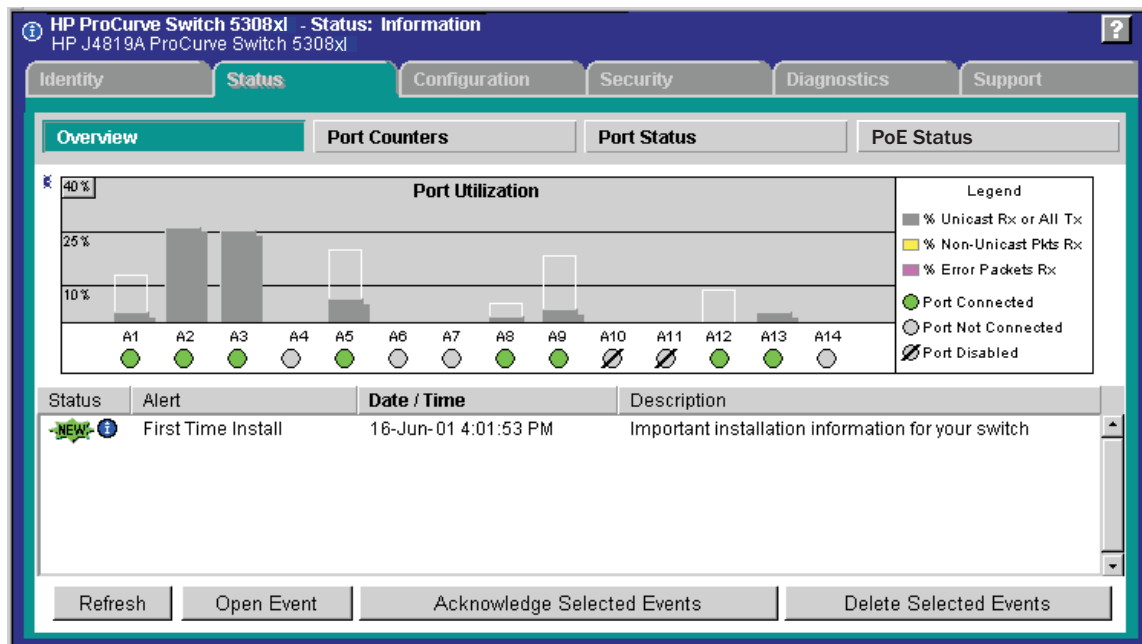 HP ProCurve Switch 5308xl - Status: Information
HP J4819A ProCurve Switch 5308xl
?
Identity Status Configuration Security Diagnostics Support
Overview Port Counters Port Status PoE Status
40% Port Utilization
25%
10%
A1 A2 A3 A4 A5 A6 A7 A8 A9 A10 A11 A12 A13 A14
Legend
% Unicast Rx or All Tx
% Non-Unicast Pkts Rx
% Error Packets Rx
Port Connected
Port Not Connected
Port Disabled
Status Alert Date / Time Description
NEW! First Time Install 16-Jun-01 4:01:53 PM Important installation information for your switch
Refresh Open Event Acknowledge Selected Events Delete Selected Events